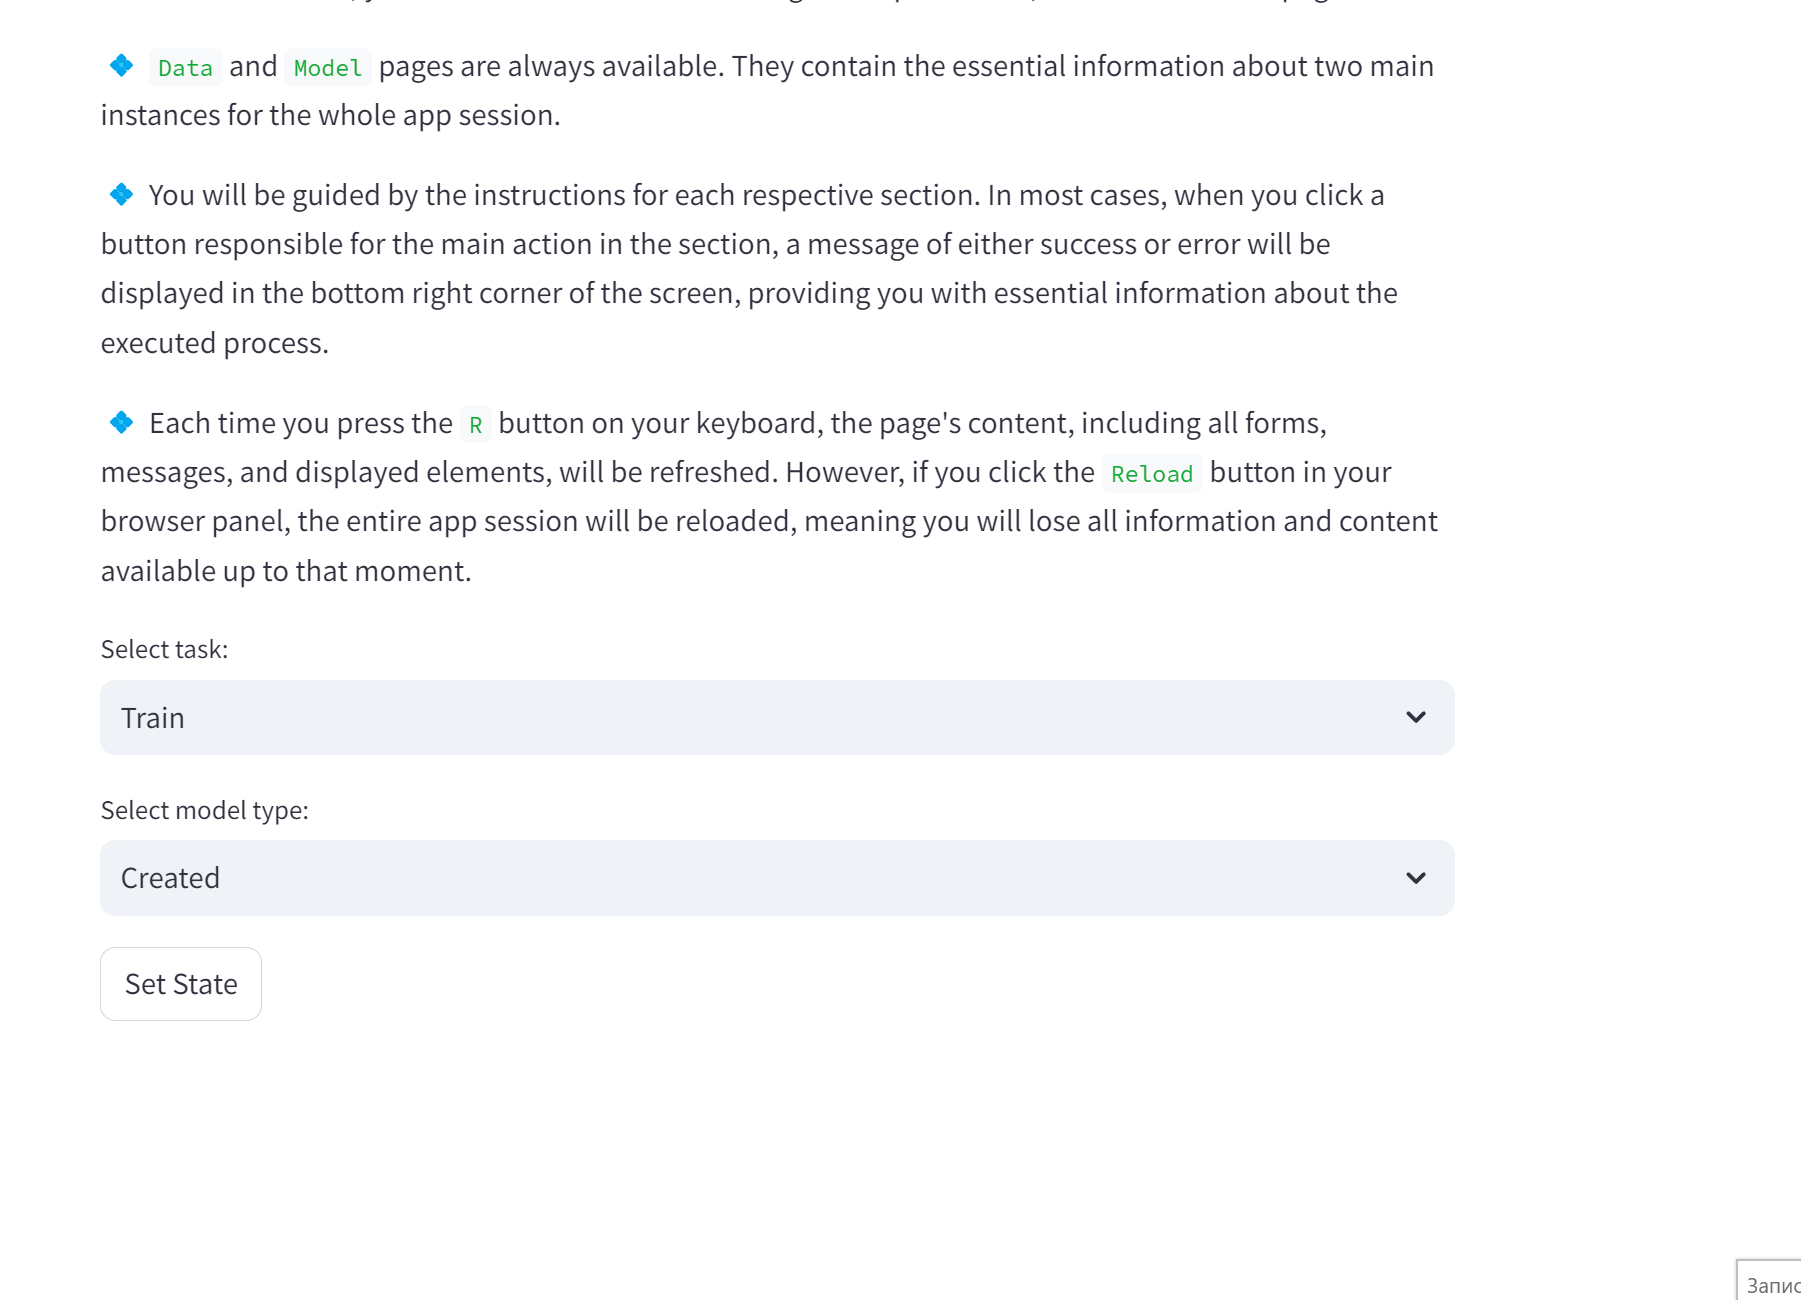 Data and Model pages are always available. They contain the essential information about two main
instances for the whole app session.
You will be guided by the instructions for each respective section. In most cases, when you click a
button responsible for the main action in the section, a message of either success or error will be
displayed in the bottom right corner of the screen, providing you with essential information about the
executed process.
Each time you press the R button on your keyboard, the page's content, including all forms,
messages, and displayed elements, will be refreshed. However, if you click the Reload button in your
browser panel, the entire app session will be reloaded, meaning you will lose all information and content
available up to that moment.
Select task:
Train
Select model type:
Created
Set State